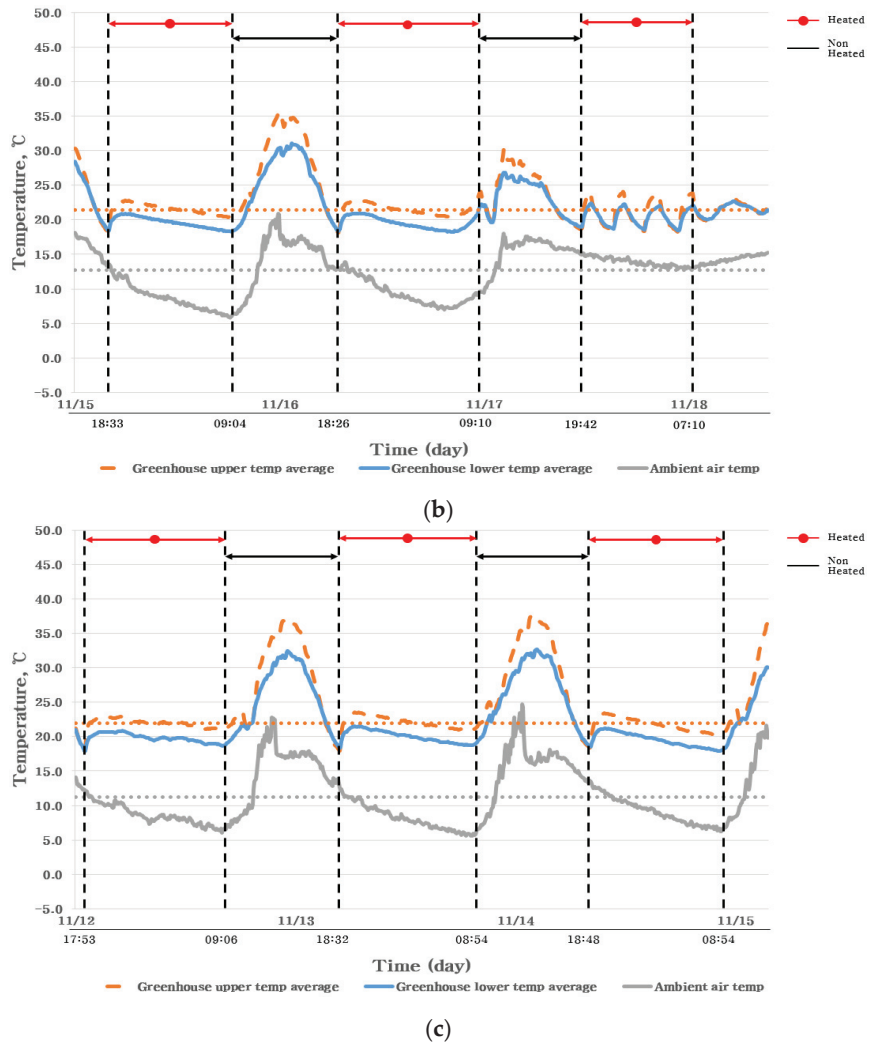 50.0
45.0
40.0
35.0
30.0
25.0
20.0
15.0
10.0
5.0
0.0
−5.0
Temperature, ℃
Heated
Non
Heated
11/15 11/16 11/17 11/18
18:33 09:04 18:26 09:10 19:42 07:10
Time (day)
Greenhouse upper temp average Greenhouse lower temp average Ambient air temp
(b)
50.0
45.0
40.0
35.0
30.0
25.0
20.0
15.0
10.0
5.0
0.0
−5.0
Temperature, ℃
Heated
Non
Heated
11/12 11/13 11/14 11/15
17:53 09:06 18:32 08:54 18:48 08:54
Time (day)
Greenhouse upper temp average Greenhouse lower temp average Ambient air temp
(c)